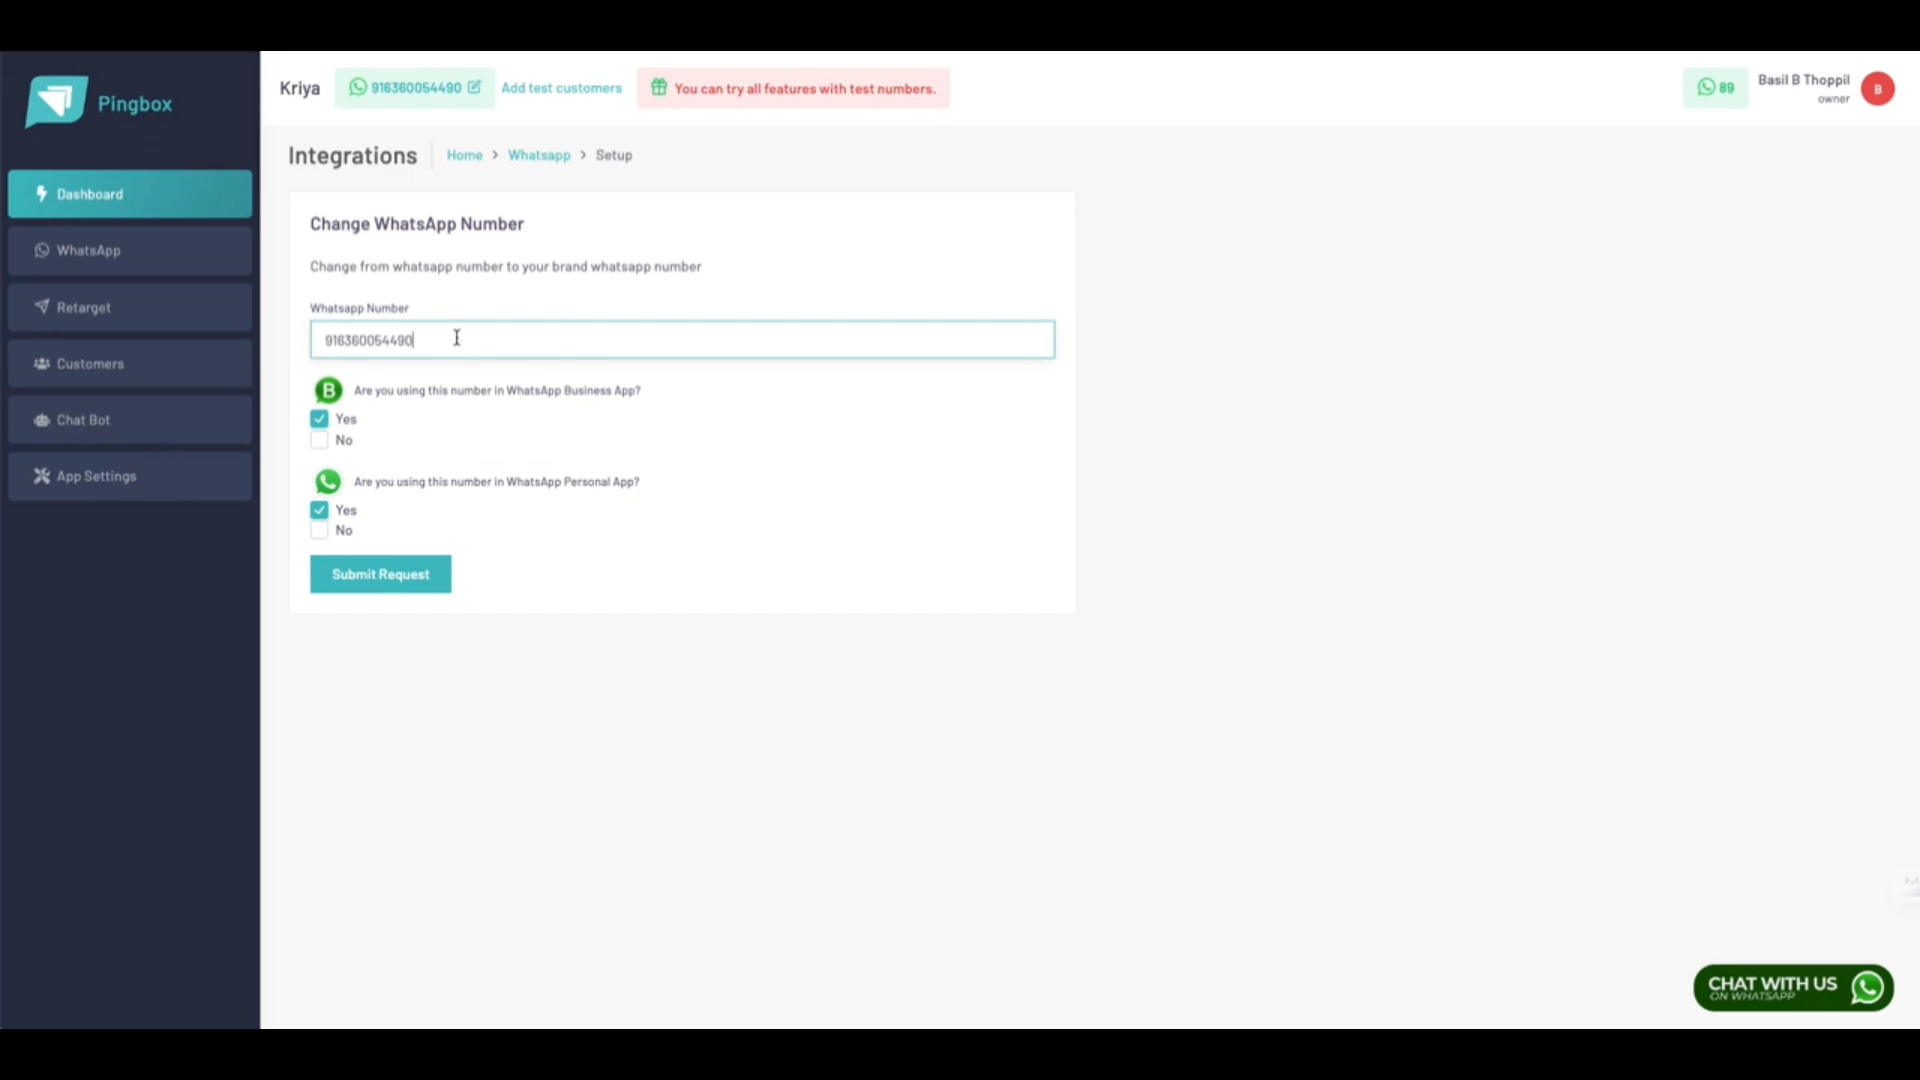 Pingbox
Kriya
916360054490
Add test customers
You can try all features with test numbers.
89
Basil B Thoppil
owner
B
Dashboard
WhatsApp
Retarget
Customers
Chat Bot
App Settings
Integrations
Home > Whatsapp > Setup
Change WhatsApp Number
Change from whatsapp number to your brand whatsapp number
Whatsapp Number
916360054490
B Are you using this number in WhatsApp Business App?
Yes
No
Are you using this number in WhatsApp Personal App?
Yes
No
Submit Request
CHAT WITH US
ON WHATSAPP